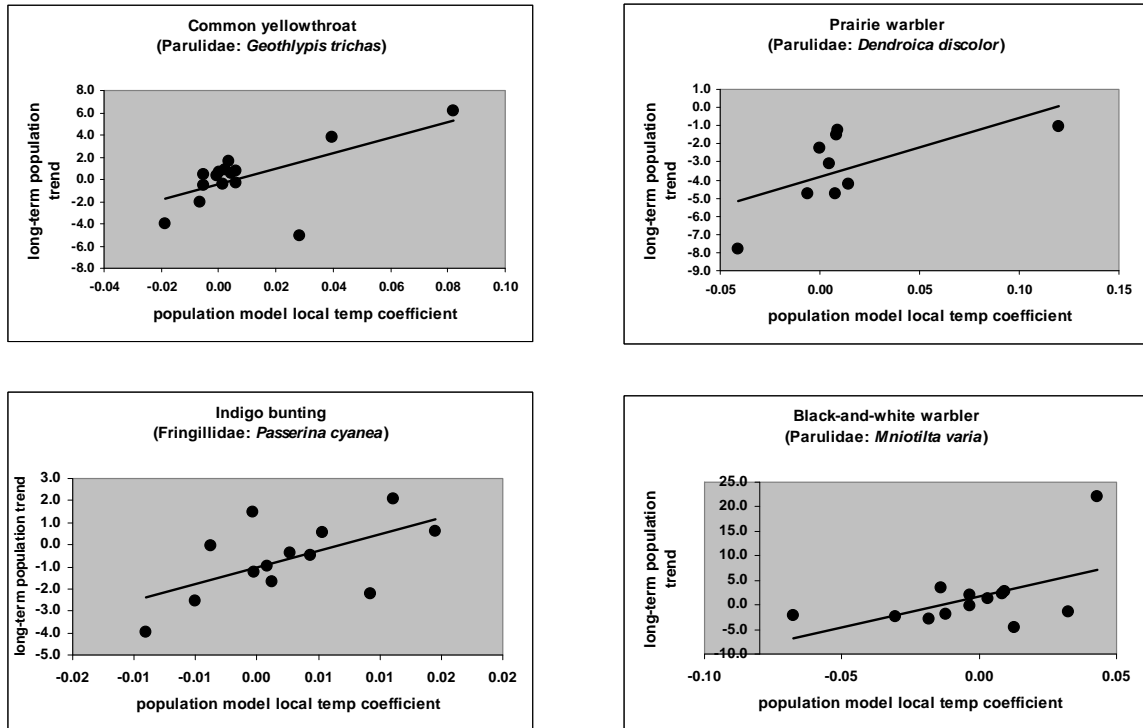 Common yellowthroat
(Parulidae: Geothlypis trichas)
long-term population
trend
8.0
6.0
4.0
2.0
0.0
-2.0
-4.0
-6.0
-8.0
-0.04 -0.02 0.00 0.02 0.04 0.06 0.08 0.10
population model local temp coefficient
Prairie warbler
(Parulidae: Dendroica discolor)
long-term population
trend
1.0
0.0
-1.0
-2.0
-3.0
-4.0
-5.0
-6.0
-7.0
-8.0
-9.0
-0.05 0.00 0.05 0.10 0.15
population model local temp coefficient
Indigo bunting
(Fringillidae: Passerina cyanea)
long-term population trend
3.0
2.0
1.0
0.0
-1.0
-2.0
-3.0
-4.0
-5.0
-0.02 -0.01 -0.01 0.00 0.01 0.01 0.02 0.02
population model local temp coefficient
Black-and-white warbler
(Parulidae: Mniotilta varia)
long-term population
trend
25.0
20.0
15.0
10.0
5.0
0.0
-5.0
-10.0
-0.10 -0.05 0.00 0.05
population model local temp coefficient